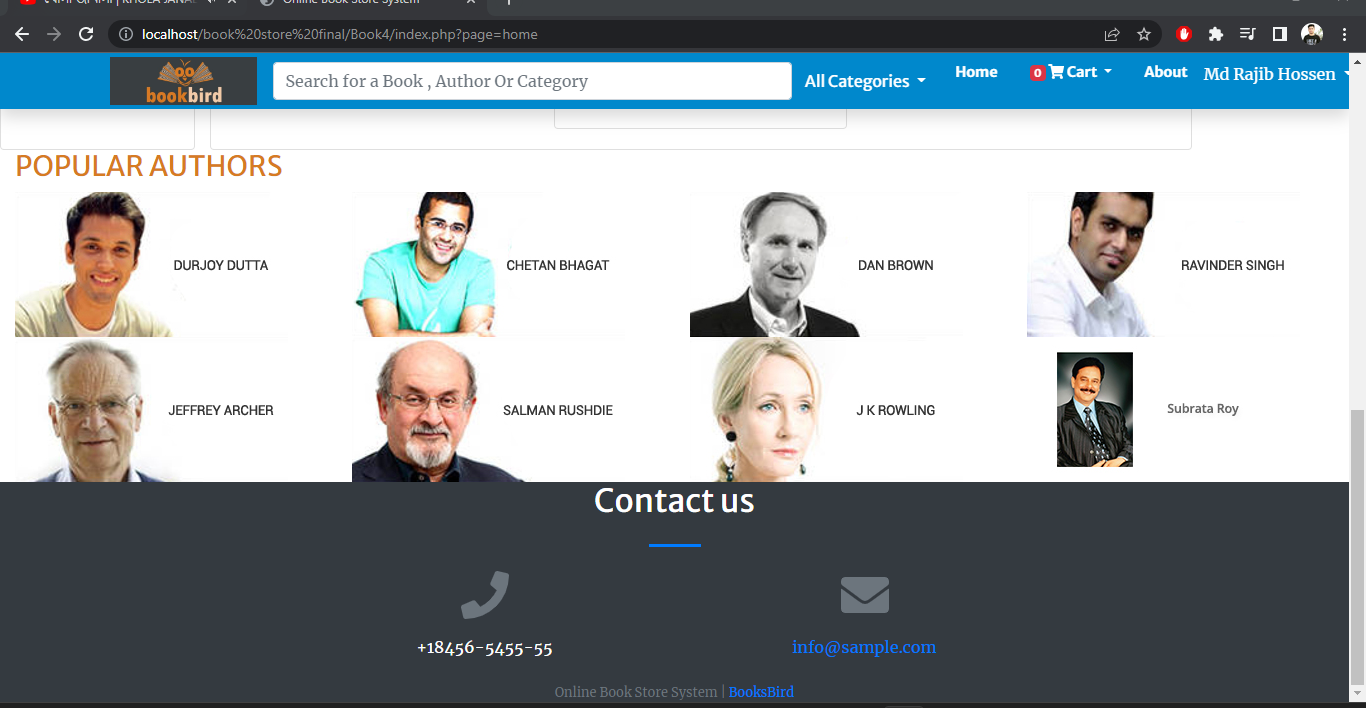 Online Book Store System
localhost/book%20store%20final/Book4/index.php?page=home
bookbird
Search for a Book , Author Or Category
All Categories
Home
0 Cart
About
Md Rajib Hossen
POPULAR AUTHORS
DURJOY DUTTA
CHETAN BHAGAT
DAN BROWN
RAVINDER SINGH
JEFFREY ARCHER
SALMAN RUSHDIE
J K ROWLING
Subrata Roy
Contact us
+18456-5455-55
info@sample.com
Online Book Store System | BooksBird